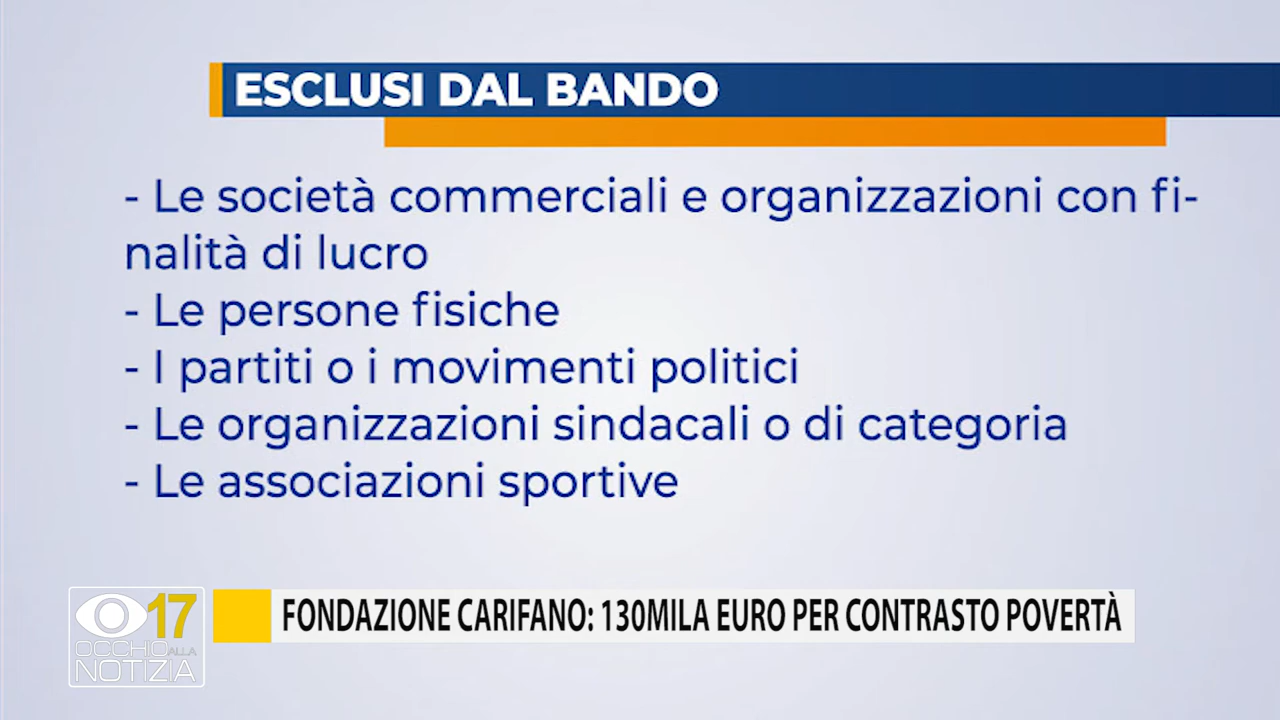 ESCLUSI DAL BANDO
- Le società commerciali e organizzazioni con fi-
nalità di lucro
- Le persone fisiche
- I partiti o i movimenti politici
- Le organizzazioni sindacali o di categoria
- Le associazioni sportive
17
OCCHIO ALLA
NOTIZIA
FONDAZIONE CARIFANO: 130MILA EURO PER CONTRASTO POVERTÀ